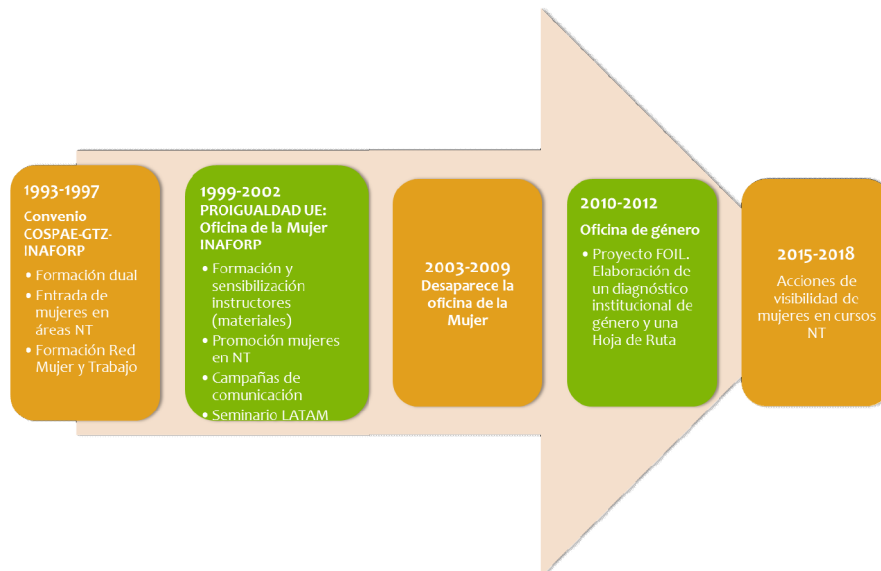 1993-1997
Convenio
COSPAE-GTZ-
INAFORP
• Formación dual
• Entrada de
mujeres en
áreas NT
• Formación Red
Mujer y Trabajo
1999-2002
PROIGUALDAD UE:
Oficina de la Mujer
INAFORP
• Formación y
sensibilización
instructores
(materiales)
• Promoción mujeres
en NT
• Campañas de
comunicación
• Seminario LATAM
2003-2009
Desaparece la
oficina de la
Mujer
2010-2012
Oficina de género
• Proyecto FOIL.
Elaboración de
un diagnóstico
institucional de
género y una
Hoja de Ruta
2015-2018
Acciones de
visibilidad de
mujeres en cursos
NT